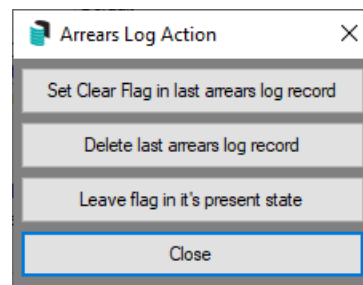 Arrears Log Action
Set Clear Flag in last arrears log record
Delete last arrears log record
Leave flag in it's present state
Close